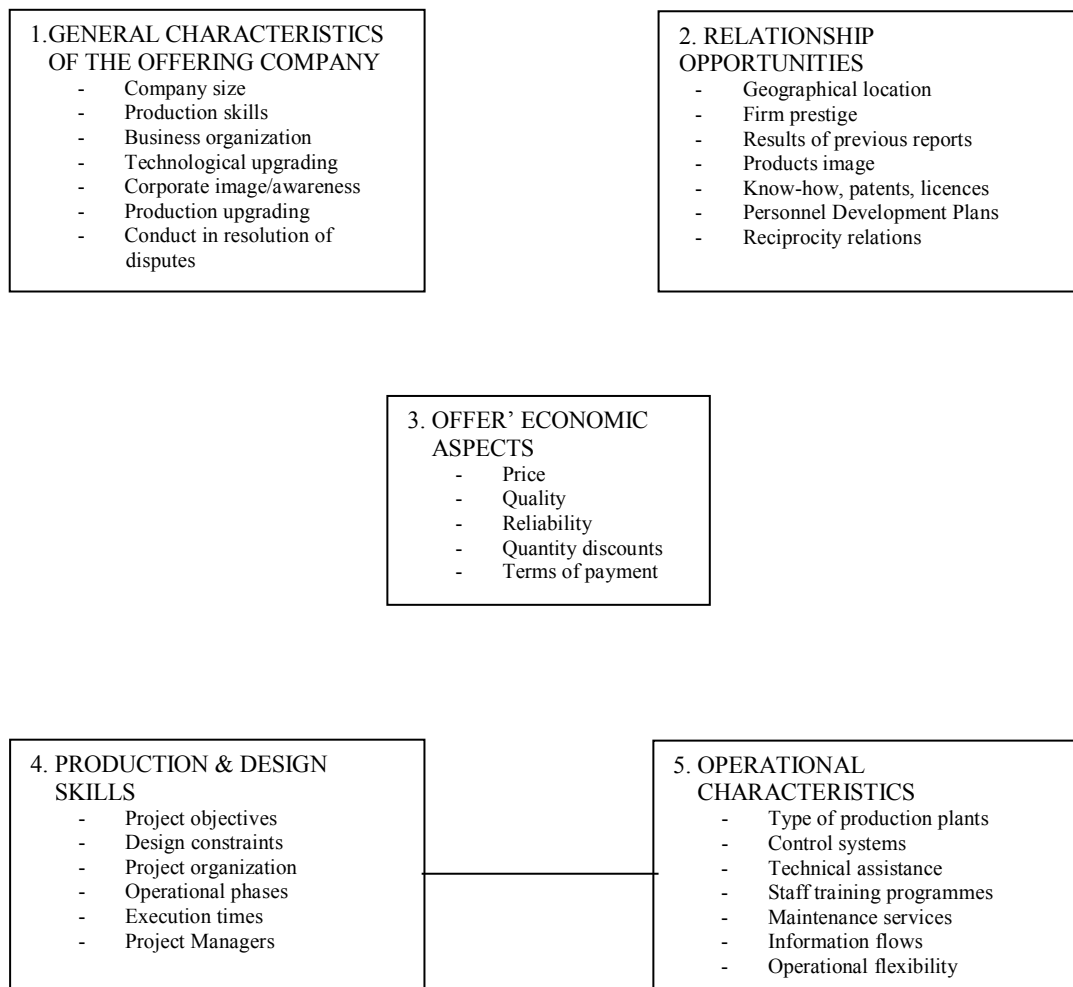 1.GENERAL CHARACTERISTICS
OF THE OFFERING COMPANY
- Company size
- Production skills
- Business organization
- Technological upgrading
- Corporate image/awareness
- Production upgrading
- Conduct in resolution of
disputes
2. RELATIONSHIP
OPPORTUNITIES
- Geographical location
- Firm prestige
- Results of previous reports
- Products image
- Know-how, patents, licences
- Personnel Development Plans
- Reciprocity relations
3. OFFER’ ECONOMIC
ASPECTS
- Price
- Quality
- Reliability
- Quantity discounts
- Terms of payment
4. PRODUCTION & DESIGN
SKILLS
- Project objectives
- Design constraints
- Project organization
- Operational phases
- Execution times
- Project Managers
5. OPERATIONAL
CHARACTERISTICS
- Type of production plants
- Control systems
- Technical assistance
- Staff training programmes
- Maintenance services
- Information flows
- Operational flexibility